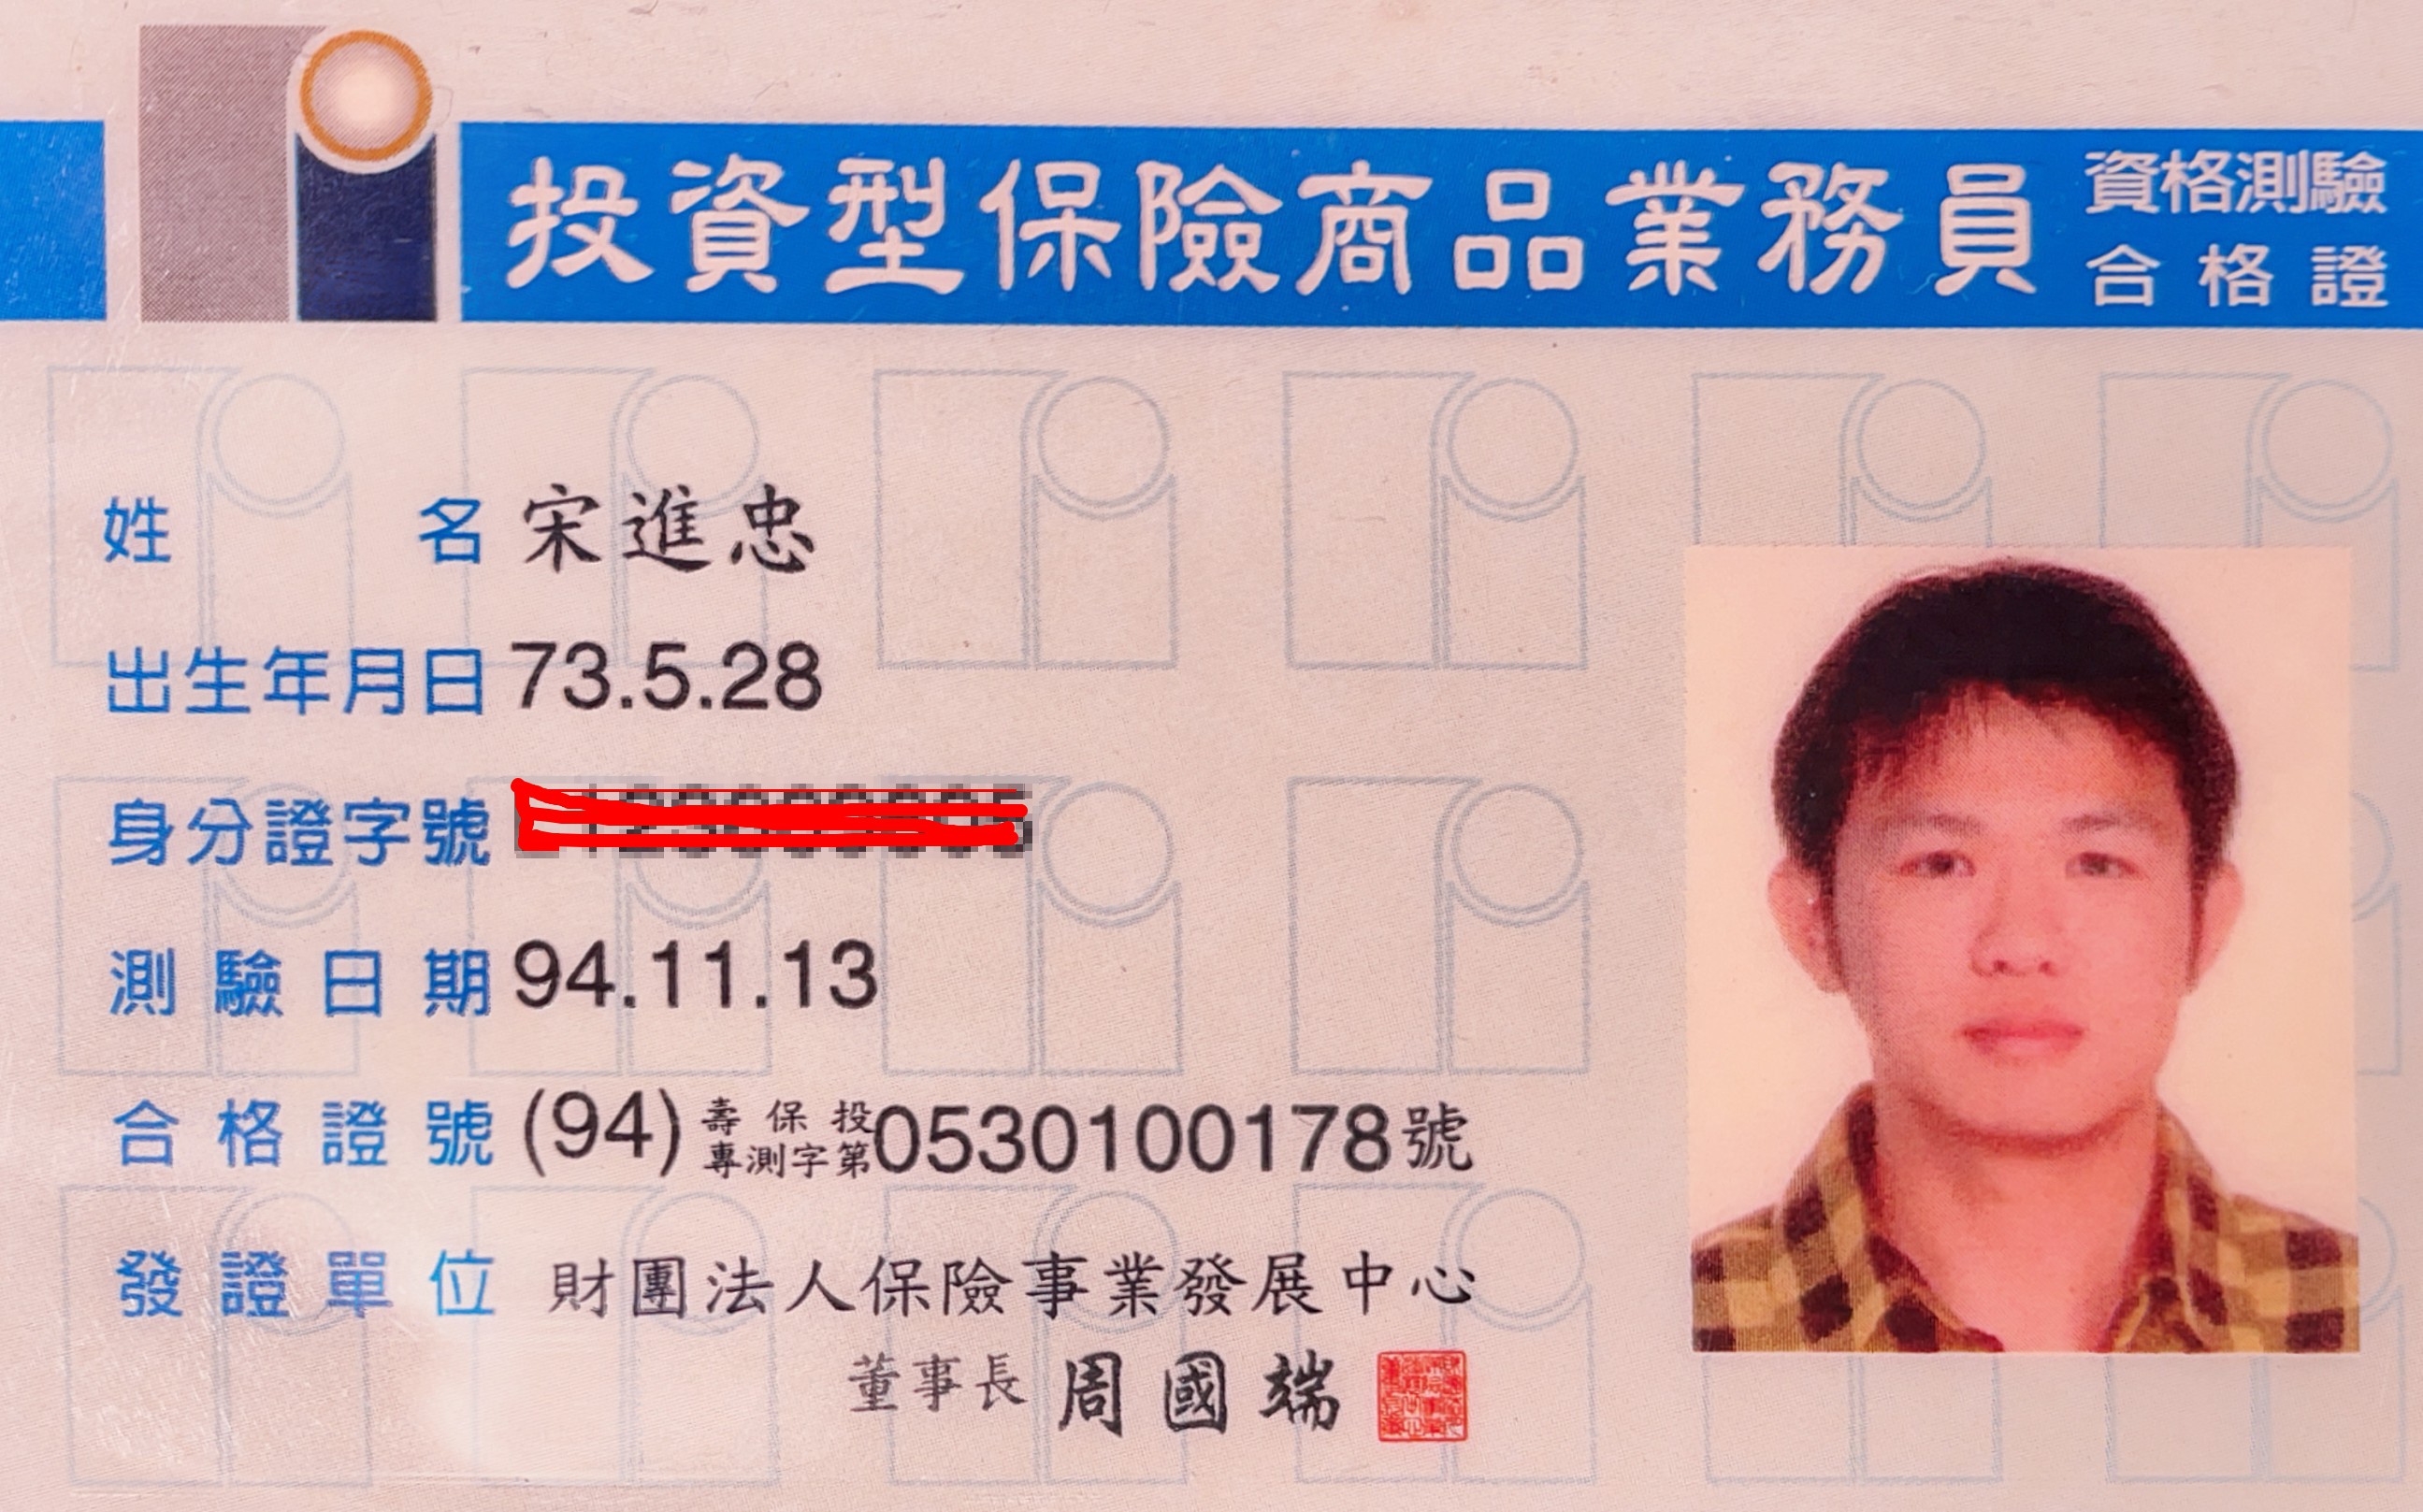 投資型保險商品業務員 資格測驗合格證
姓名 宋進忠
出生年月日 73.5.28
身分證字號
測驗日期 94.11.13
合格證號 (94) 壽保投專測字第0530100178號
發證單位 財團法人保險事業發展中心
董事長 周國端